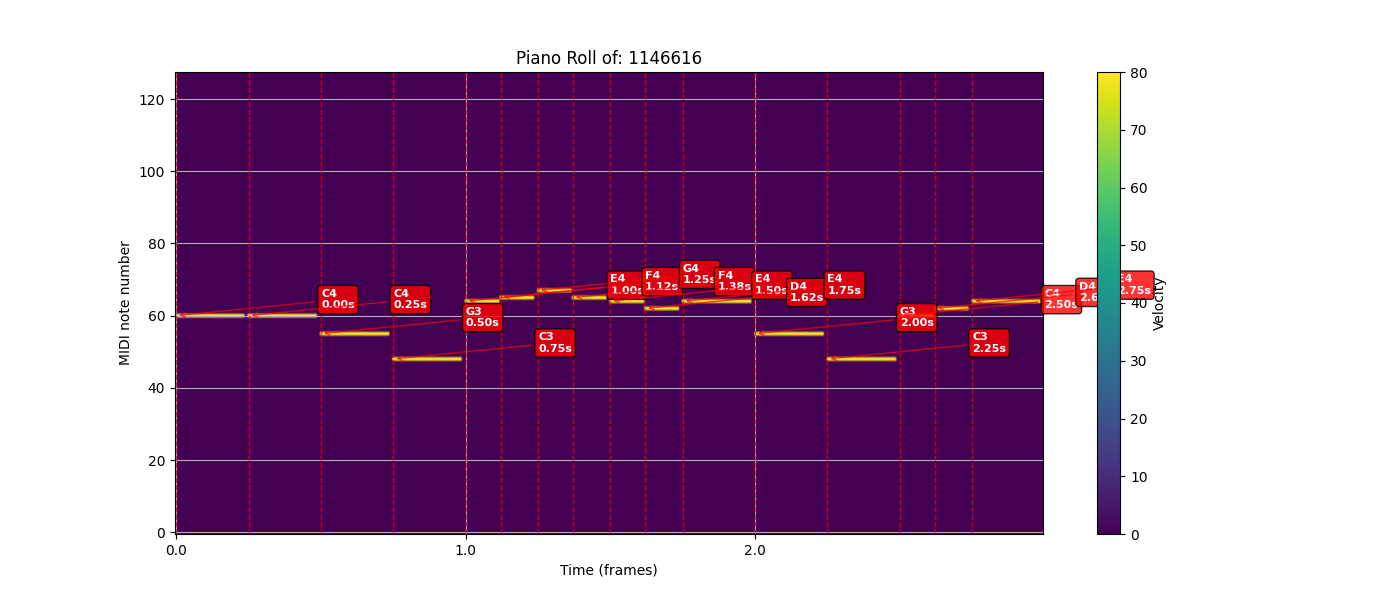 Piano Roll of: 1146616
MIDI note number
120
100
80
60
40
20
0
0.0
1.0
2.0
Time (frames)
C4
0.00s
C4
0.25s
G3
0.50s
C3
0.75s
E4
1.00s
F4
1.12s
G4
1.25s
F4
1.38s
E4
1.50s
D4
1.62s
E4
1.75s
G3
2.00s
C3
2.25s
C4
2.50s
D4
E4
2.75s
80
70
60
50
40
30
20
10
0
Velocity